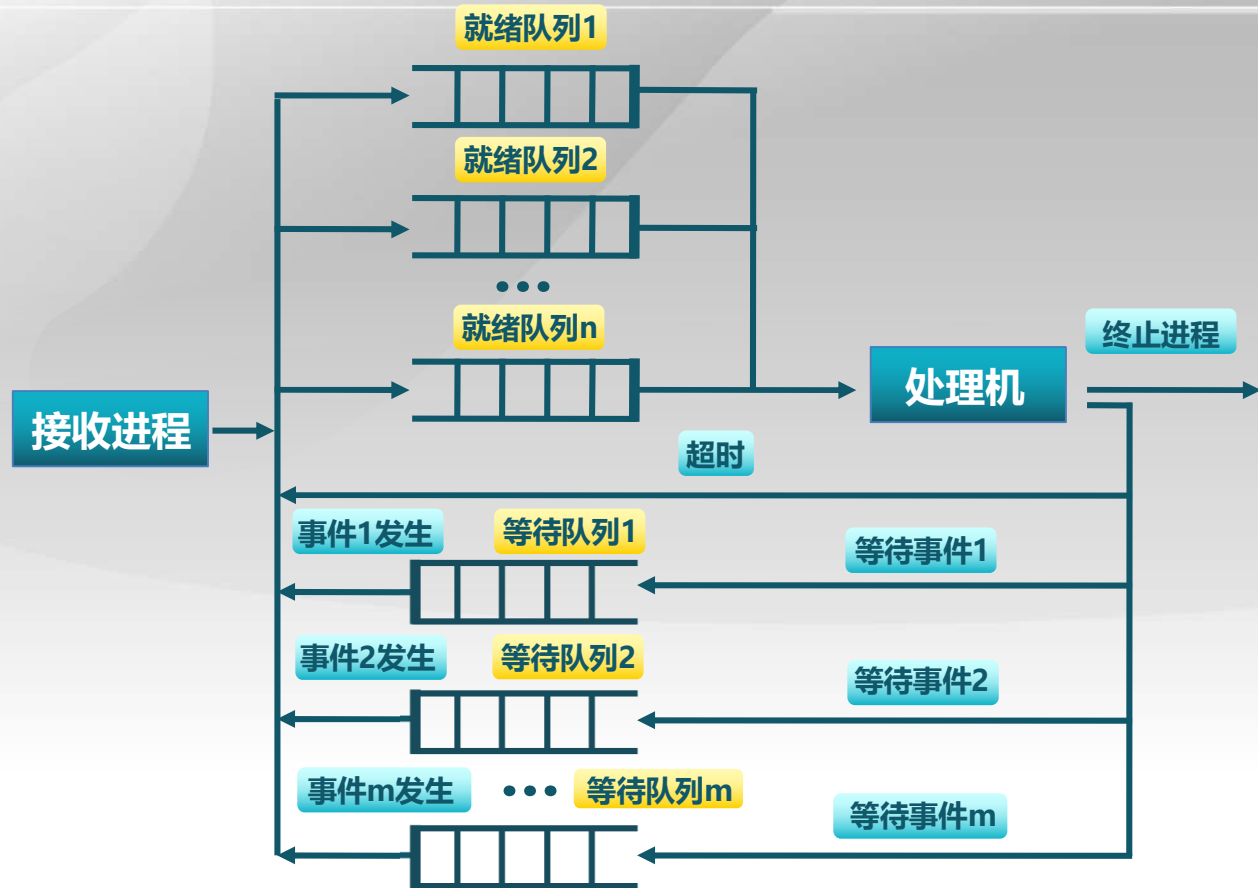 就绪队列1
就绪队列2
•••
就绪队列n
终止进程
处理机
接收进程
超时
事件1发生
等待队列1
等待事件1
事件2发生
等待队列2
等待事件2
事件m发生
•••
等待队列m
等待事件m